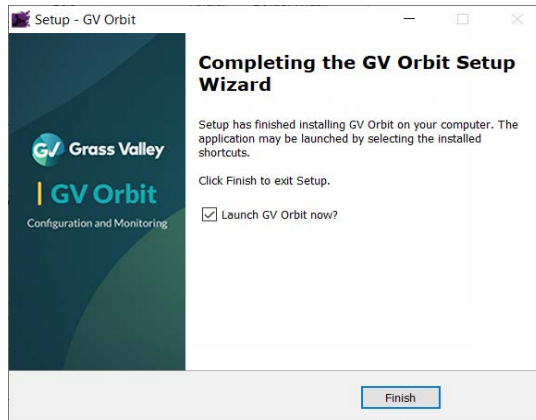 Setup - GV Orbit
Completing the GV Orbit Setup
Wizard
Setup has finished installing GV Orbit on your computer. The
application may be launched by selecting the installed
shortcuts.
Click Finish to exit Setup.
Launch GV Orbit now?
GV Grass Valley
GV Orbit
Configuration and Monitoring
Finish